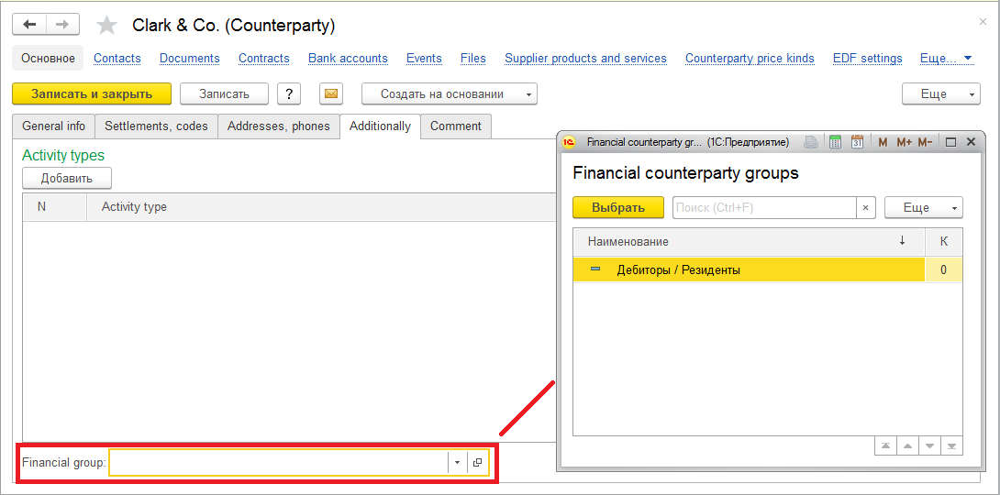 Clark & Co. (Counterparty)
Основное Contacts Documents Contracts Bank accounts Events Files Supplier products and services Counterparty price kinds EDF settings Еще...
Записать и закрыть Записать ? Создать на основании Еще
General info Settlements, codes Addresses, phones Additionally Comment
Activity types
Добавить
N Activity type
Financial group:
1С Financial counterparty gr... (1С:Предприятие) 31 M M+ M-
Financial counterparty groups
Выбрать Поиск (Ctrl+F) × Еще
Наименование ↓ К
Дебиторы / Резиденты 0